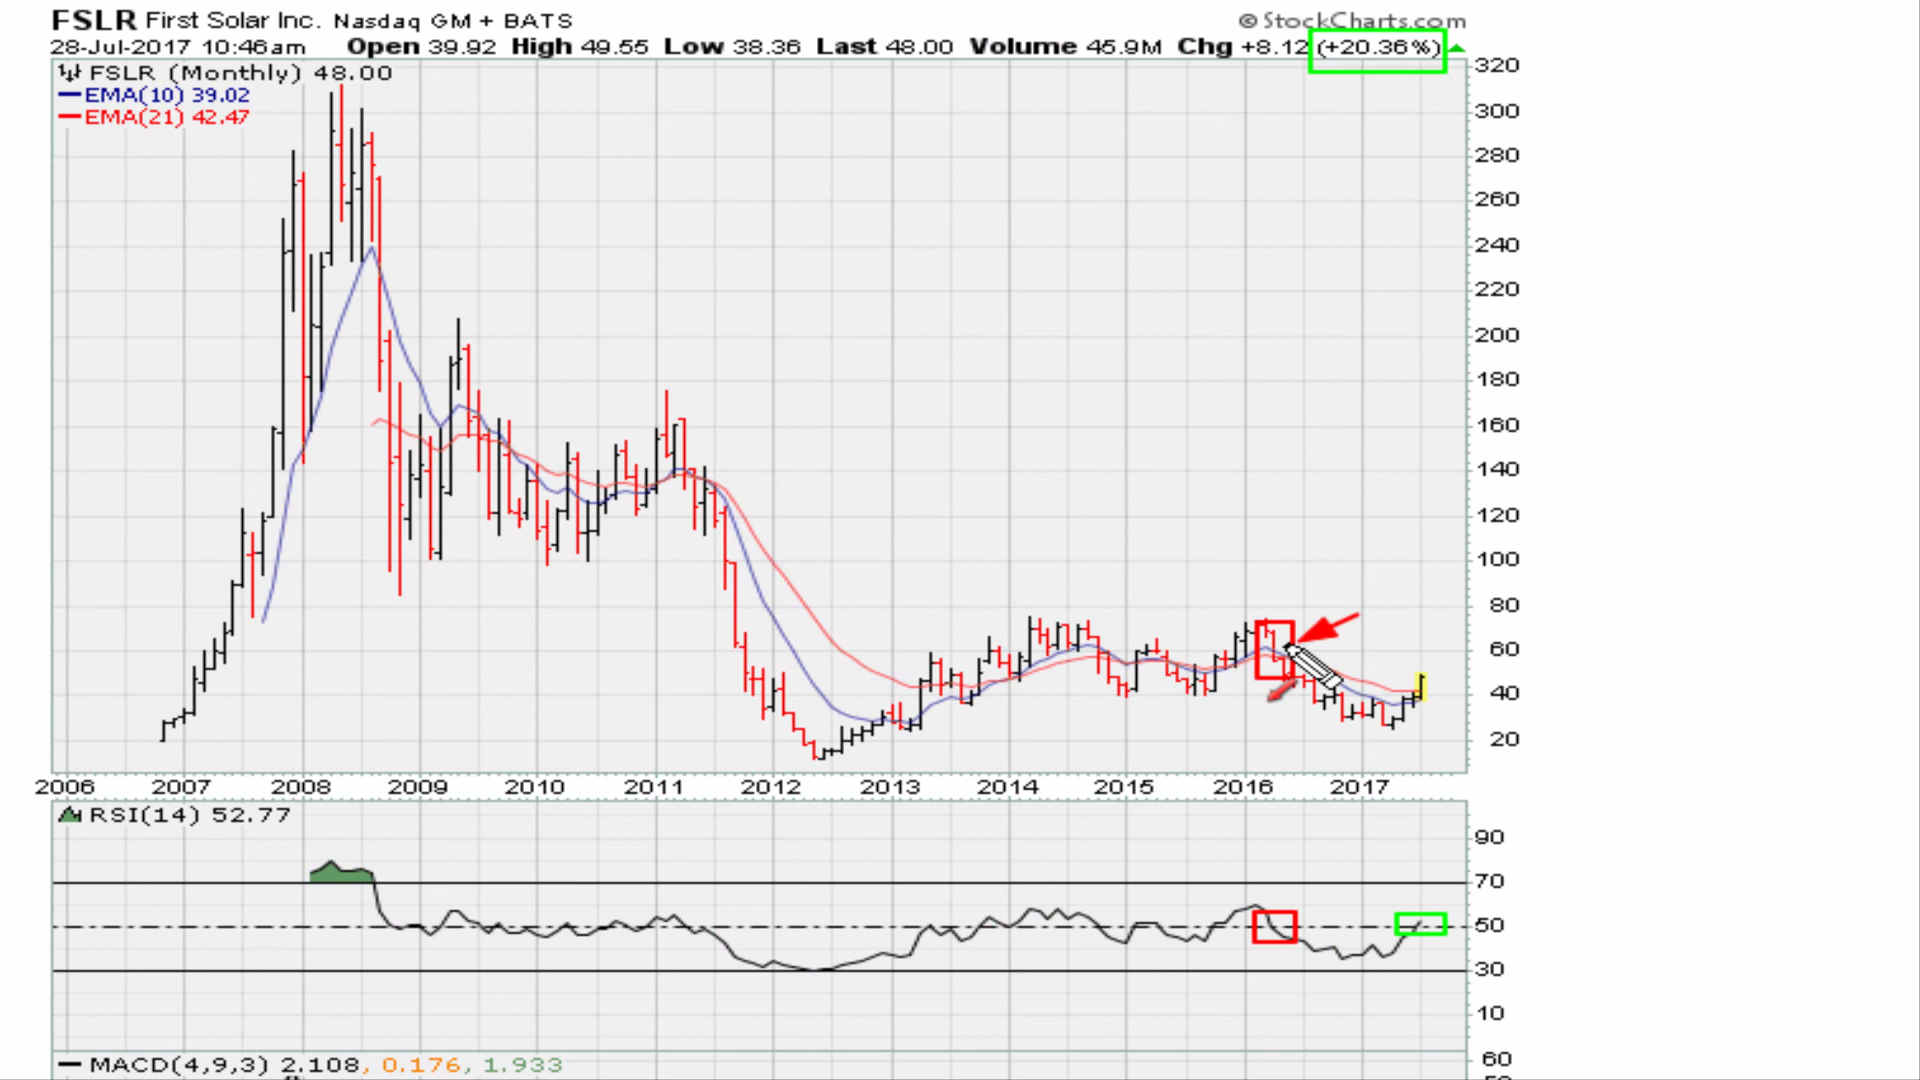 FSLR First Solar Inc. Nasdaq GM + BATS
© StockCharts.com
28-Jul-2017 10:46am Open 39.92 High 49.55 Low 38.36 Last 48.00 Volume 45.9M Chg +8.12 (+20.36%)
FSLR (Monthly) 48.00
EMA(10) 39.02
EMA(21) 42.47
320
300
280
260
240
220
200
180
160
140
120
100
80
60
40
20
2006 2007 2008 2009 2010 2011 2012 2013 2014 2015 2016 2017
RSI(14) 52.77
90
70
50
30
10
MACD(4,9,3) 2.108, 0.176, 1.933
60